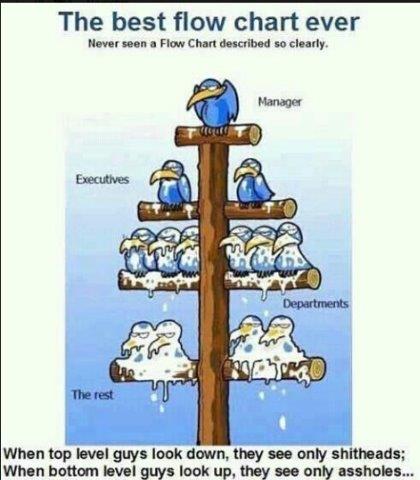 The best flow chart ever
Never seen a Flow Chart described so clearly.
Manager
Executives
Departments
The rest
When top level guys look down, they see only shitheads;
When bottom level guys look up, they see only assholes...